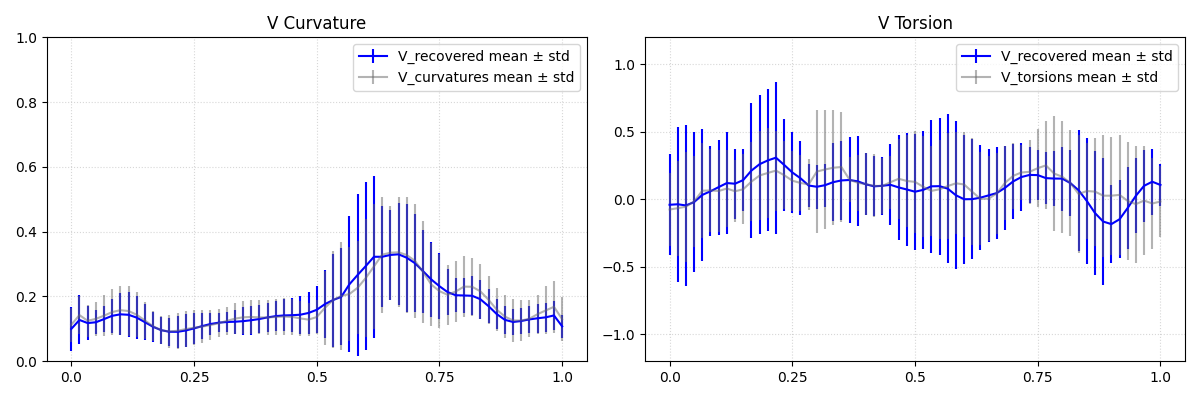 V Curvature
V_recovered mean ± std
V_curvatures mean ± std
1.0
0.8
0.6
0.4
0.2
0.0
0.0 0.25 0.5 0.75 1.0
V Torsion
V_recovered mean ± std
V_torsions mean ± std
1.0
0.5
0.0
−0.5
−1.0
0.0 0.25 0.5 0.75 1.0